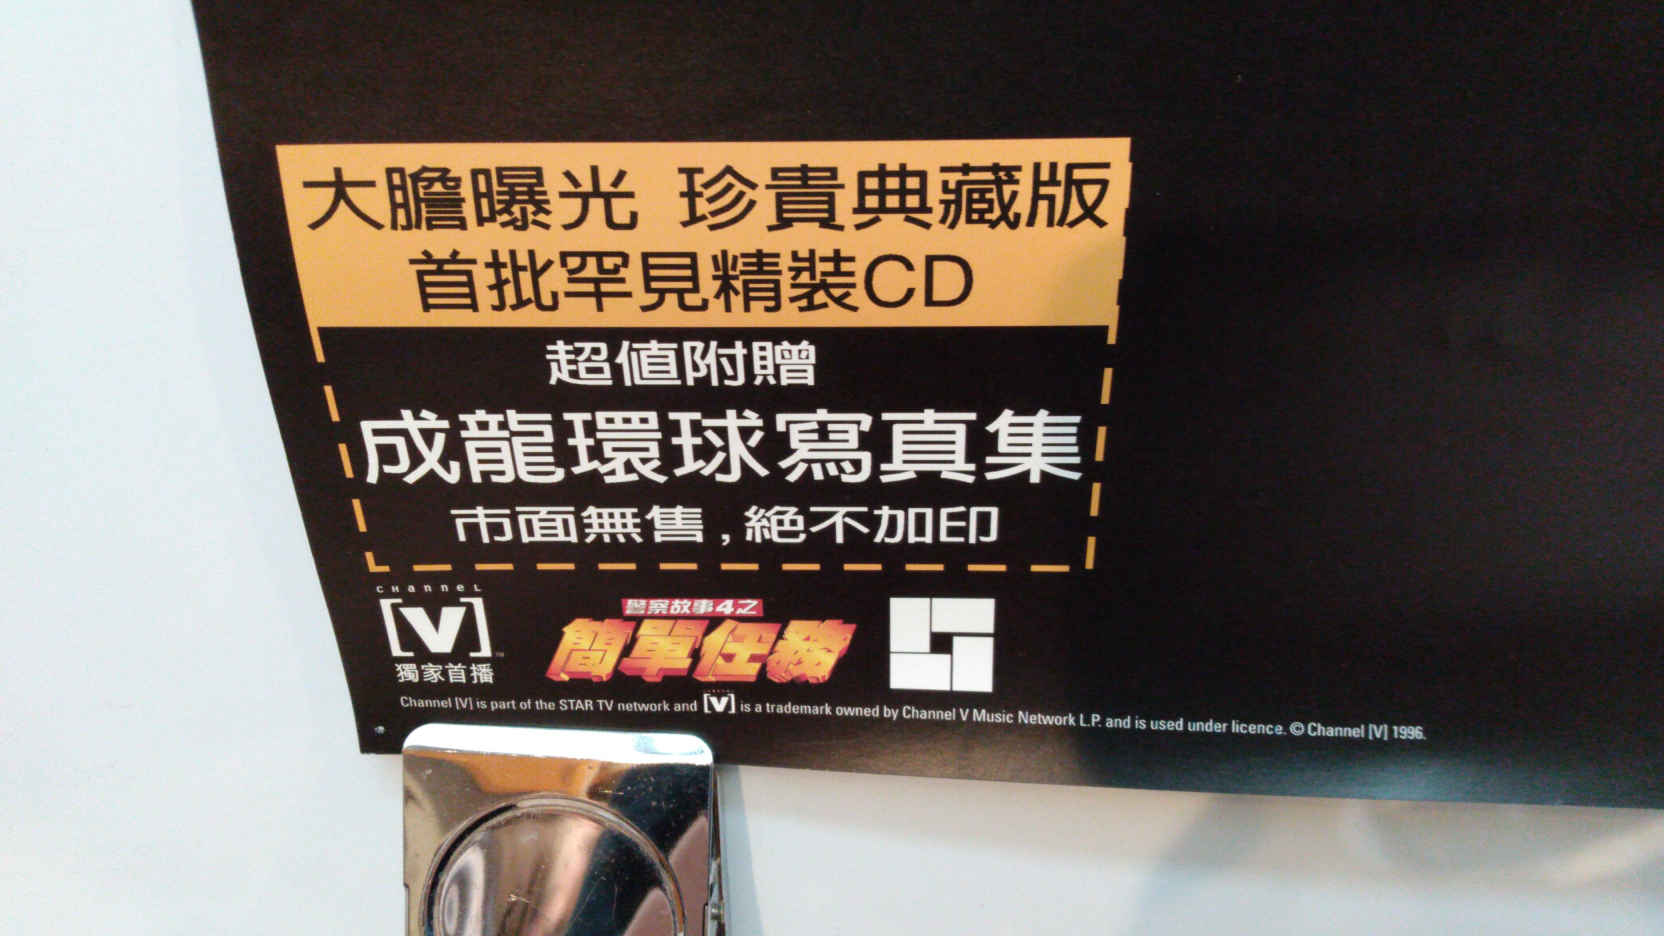 大膽曝光 珍貴典藏版
首批罕見精裝CD
超值附贈
成龍環球寫真集
市面無售,絕不加印
CHANNEL
[V]™
獨家首播
警察故事4之
簡單任務
Channel [V] is part of the STAR TV network and [V] is a trademark owned by Channel V Music Network L.P. and is used under licence. © Channel [V] 1996.